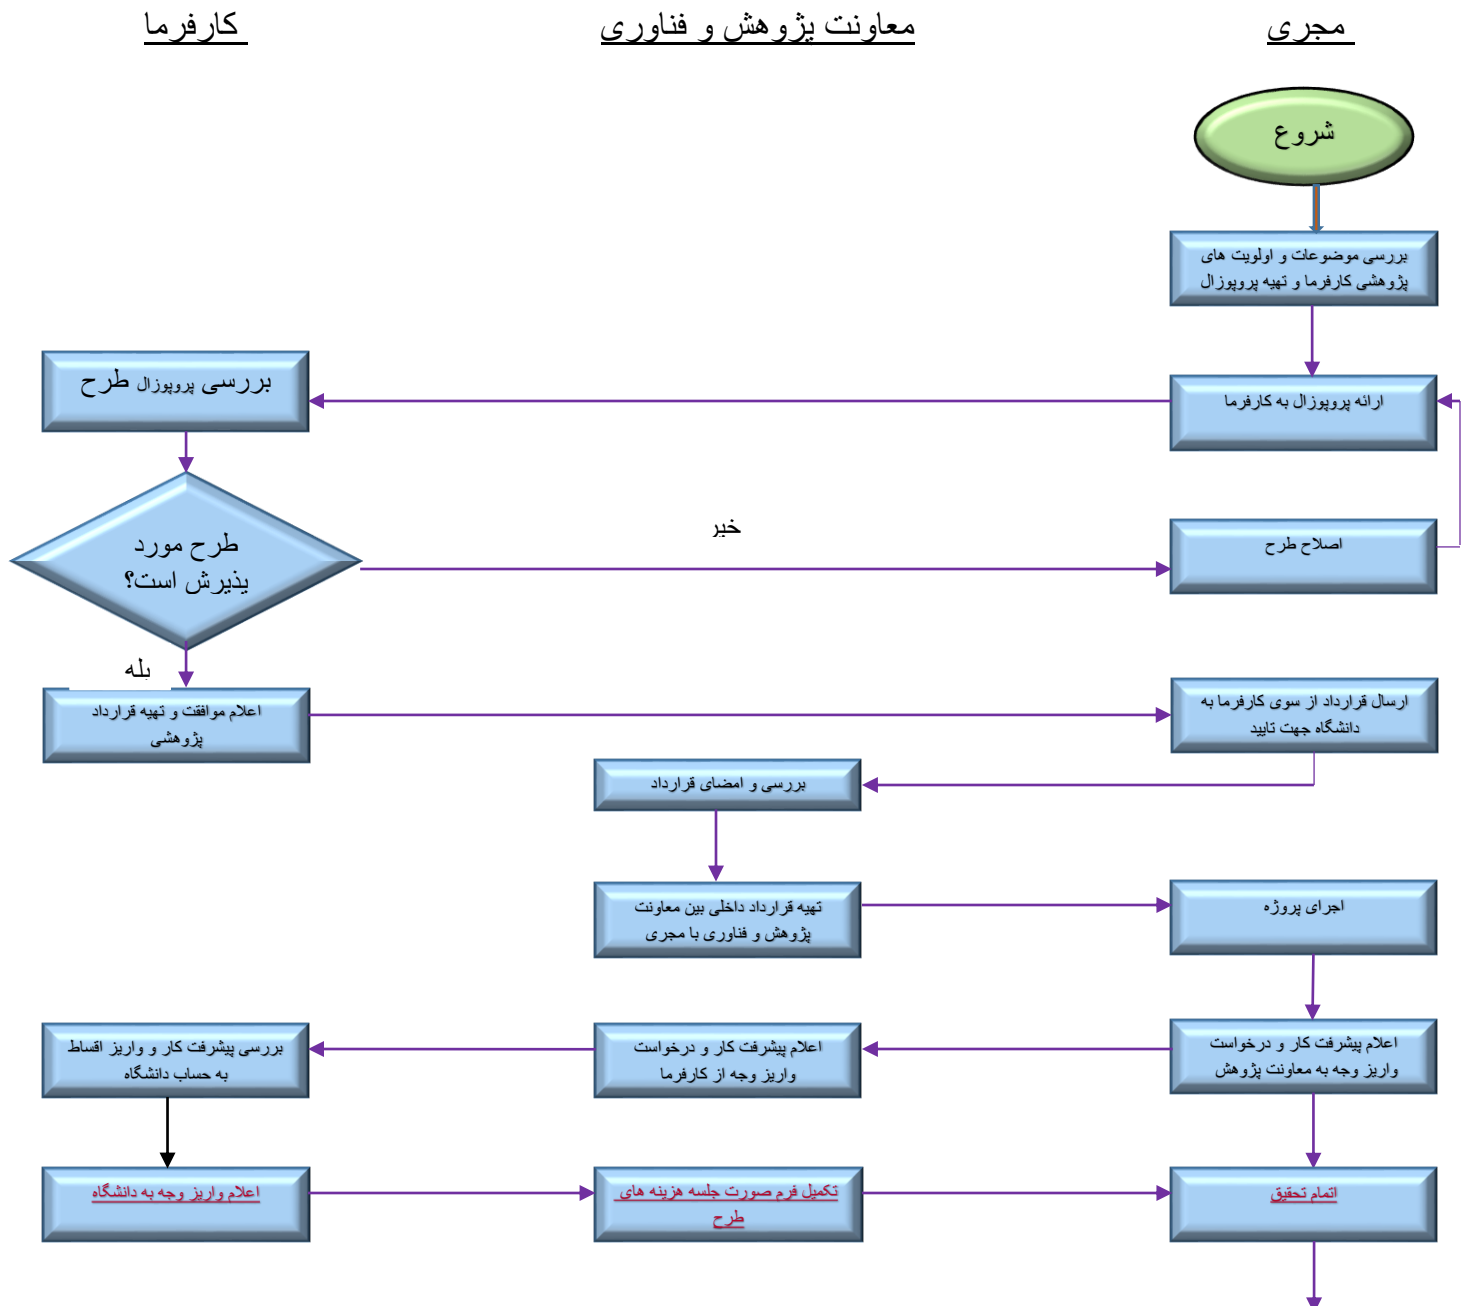 مجری
معاونت پژوهش و فناوری
کارفرما
شروع
بررسی موضوعات و اولویت های
پژوهشی کارفرما و تهیه پروپوزال
ارائه پروپوزال به کارفرما
بررسی پروپوزال طرح
طرح مورد
پذیرش است؟
خیر
اصلاح طرح
بله
اعلام موافقت و تهیه قرارداد
پژوهشی
ارسال قرارداد از سوی کارفرما به
دانشگاه جهت تایید
بررسی و امضای قرارداد
تهیه قرارداد داخلی بین معاونت
پژوهش و فناوری با مجری
اجرای پروژه
اعلام پیشرفت کار و درخواست
واریز وجه به معاونت پژوهش
اعلام پیشرفت کار و درخواست
واریز وجه از کارفرما
بررسی پیشرفت کار و واریز اقساط
به حساب دانشگاه
اعلام واریز وجه به دانشگاه
تکمیل فرم صورت جلسه هزینه های
طرح
اتمام تحقیق